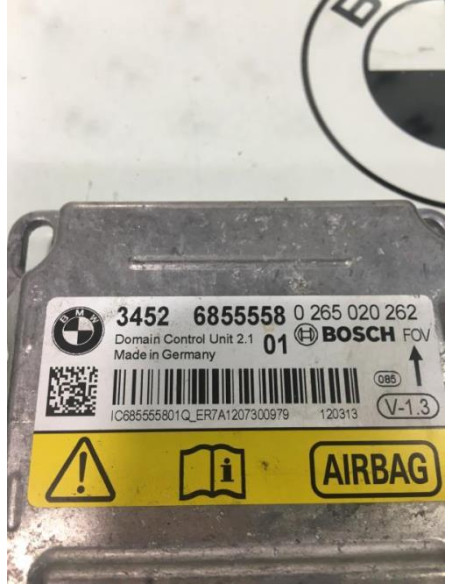 B
BMW
3452 6855558 0 265 020 262
Domain Control Unit 2.1 01 BOSCH FOV
Made in Germany
085
IC685555801Q_ER7A1207300979 120313
V-1.3
AIRBAG